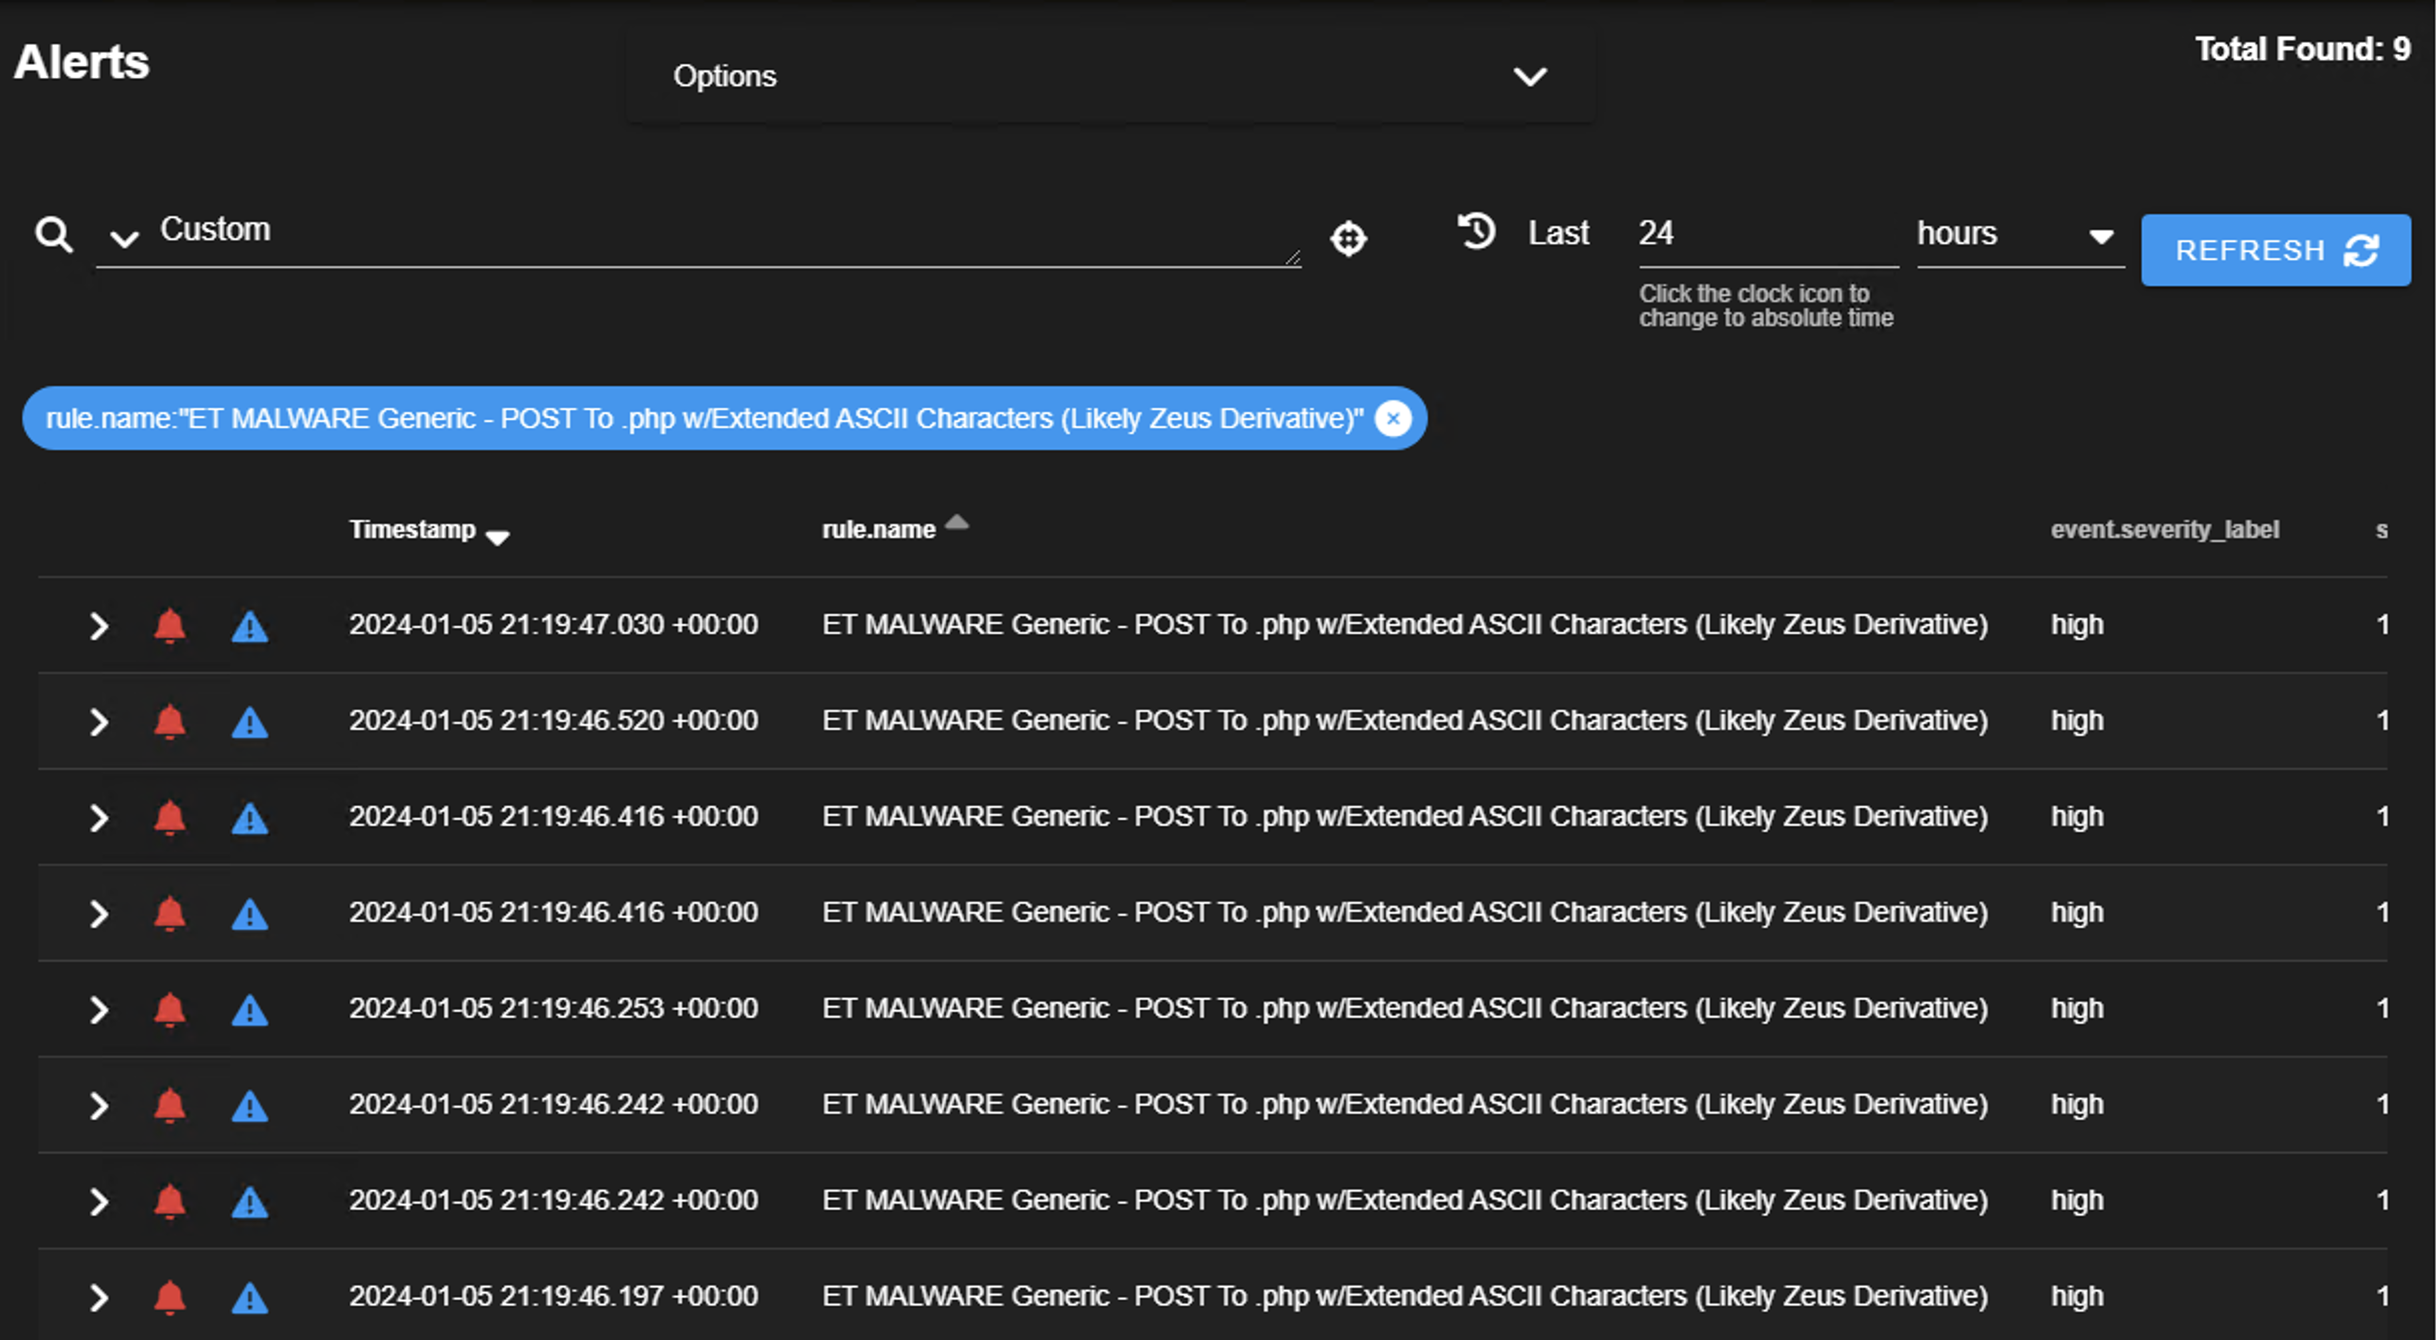 Alerts
Options
Total Found: 9
Custom
Last 24 hours
REFRESH
Click the clock icon to
change to absolute time
rule.name:"ET MALWARE Generic - POST To .php w/Extended ASCII Characters (Likely Zeus Derivative)"
Timestamp rule.name event.severity_label s
2024-01-05 21:19:47.030 +00:00 ET MALWARE Generic - POST To .php w/Extended ASCII Characters (Likely Zeus Derivative) high 1
2024-01-05 21:19:46.520 +00:00 ET MALWARE Generic - POST To .php w/Extended ASCII Characters (Likely Zeus Derivative) high 1
2024-01-05 21:19:46.416 +00:00 ET MALWARE Generic - POST To .php w/Extended ASCII Characters (Likely Zeus Derivative) high 1
2024-01-05 21:19:46.416 +00:00 ET MALWARE Generic - POST To .php w/Extended ASCII Characters (Likely Zeus Derivative) high 1
2024-01-05 21:19:46.253 +00:00 ET MALWARE Generic - POST To .php w/Extended ASCII Characters (Likely Zeus Derivative) high 1
2024-01-05 21:19:46.242 +00:00 ET MALWARE Generic - POST To .php w/Extended ASCII Characters (Likely Zeus Derivative) high 1
2024-01-05 21:19:46.242 +00:00 ET MALWARE Generic - POST To .php w/Extended ASCII Characters (Likely Zeus Derivative) high 1
2024-01-05 21:19:46.197 +00:00 ET MALWARE Generic - POST To .php w/Extended ASCII Characters (Likely Zeus Derivative) high 1